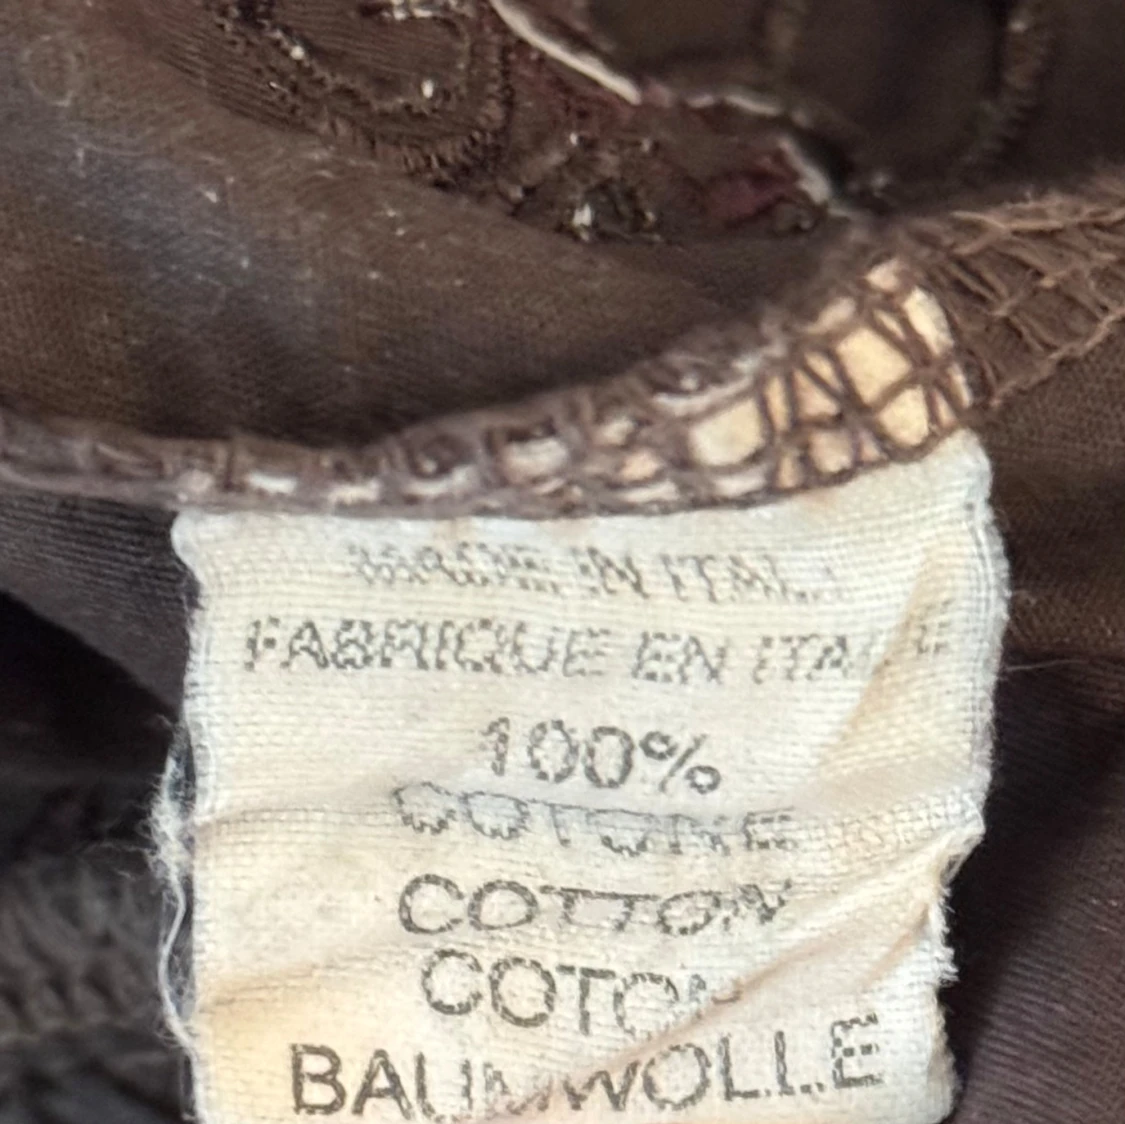 MADE IN ITALY
FABRIQUE EN ITALIE
100%
COTONE
COTTON
COTON
BAUMWOLLE